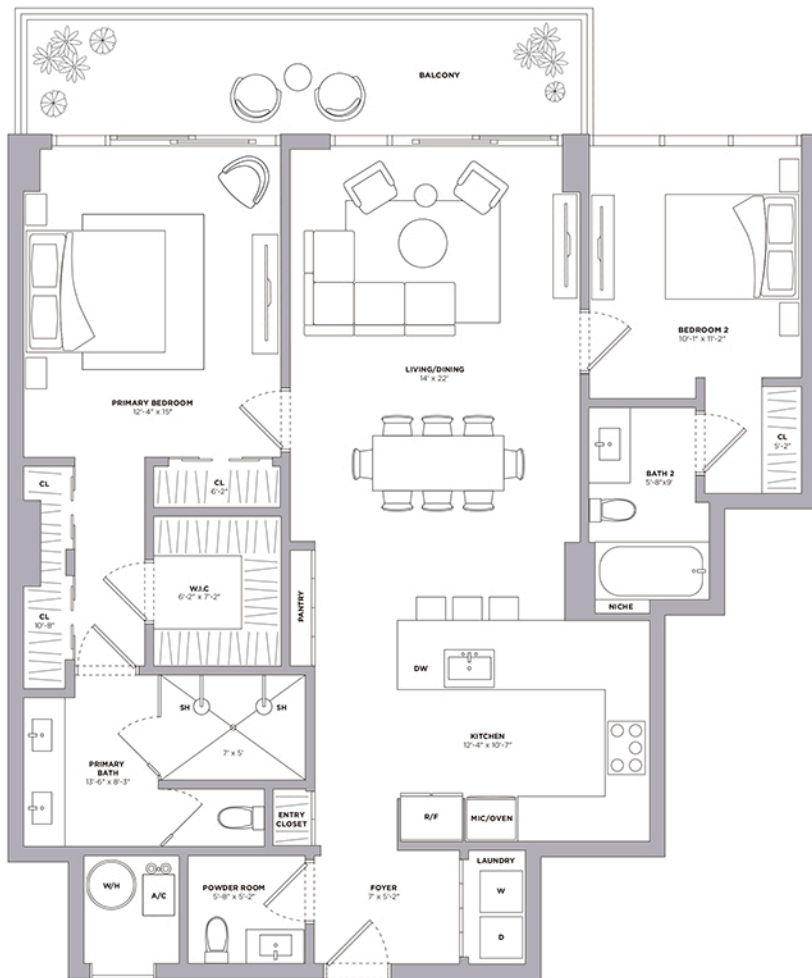 BALCONY
PRIMARY BEDROOM
12'-4" x 15"
LIVING/DINING
14' x 22'
BEDROOM 2
10'-1" x 11'-2"
CL
CL
6'-2"
CL
5'-2"
BATH 2
5'-8"x9'
W.I.C
6'-2" x 7'-2"
PANTRY
NICHE
CL
10'-8"
DW
SH
SH
7' x 5'
KITCHEN
12'-4" x 10'-7"
PRIMARY
BATH
13'-6" x 8'-3"
ENTRY
CLOSET
R/F
MIC/OVEN
LAUNDRY
W
D
W/H
A/C
POWDER ROOM
5'-8" x 5'-2"
FOYER
7' x 5'-2"